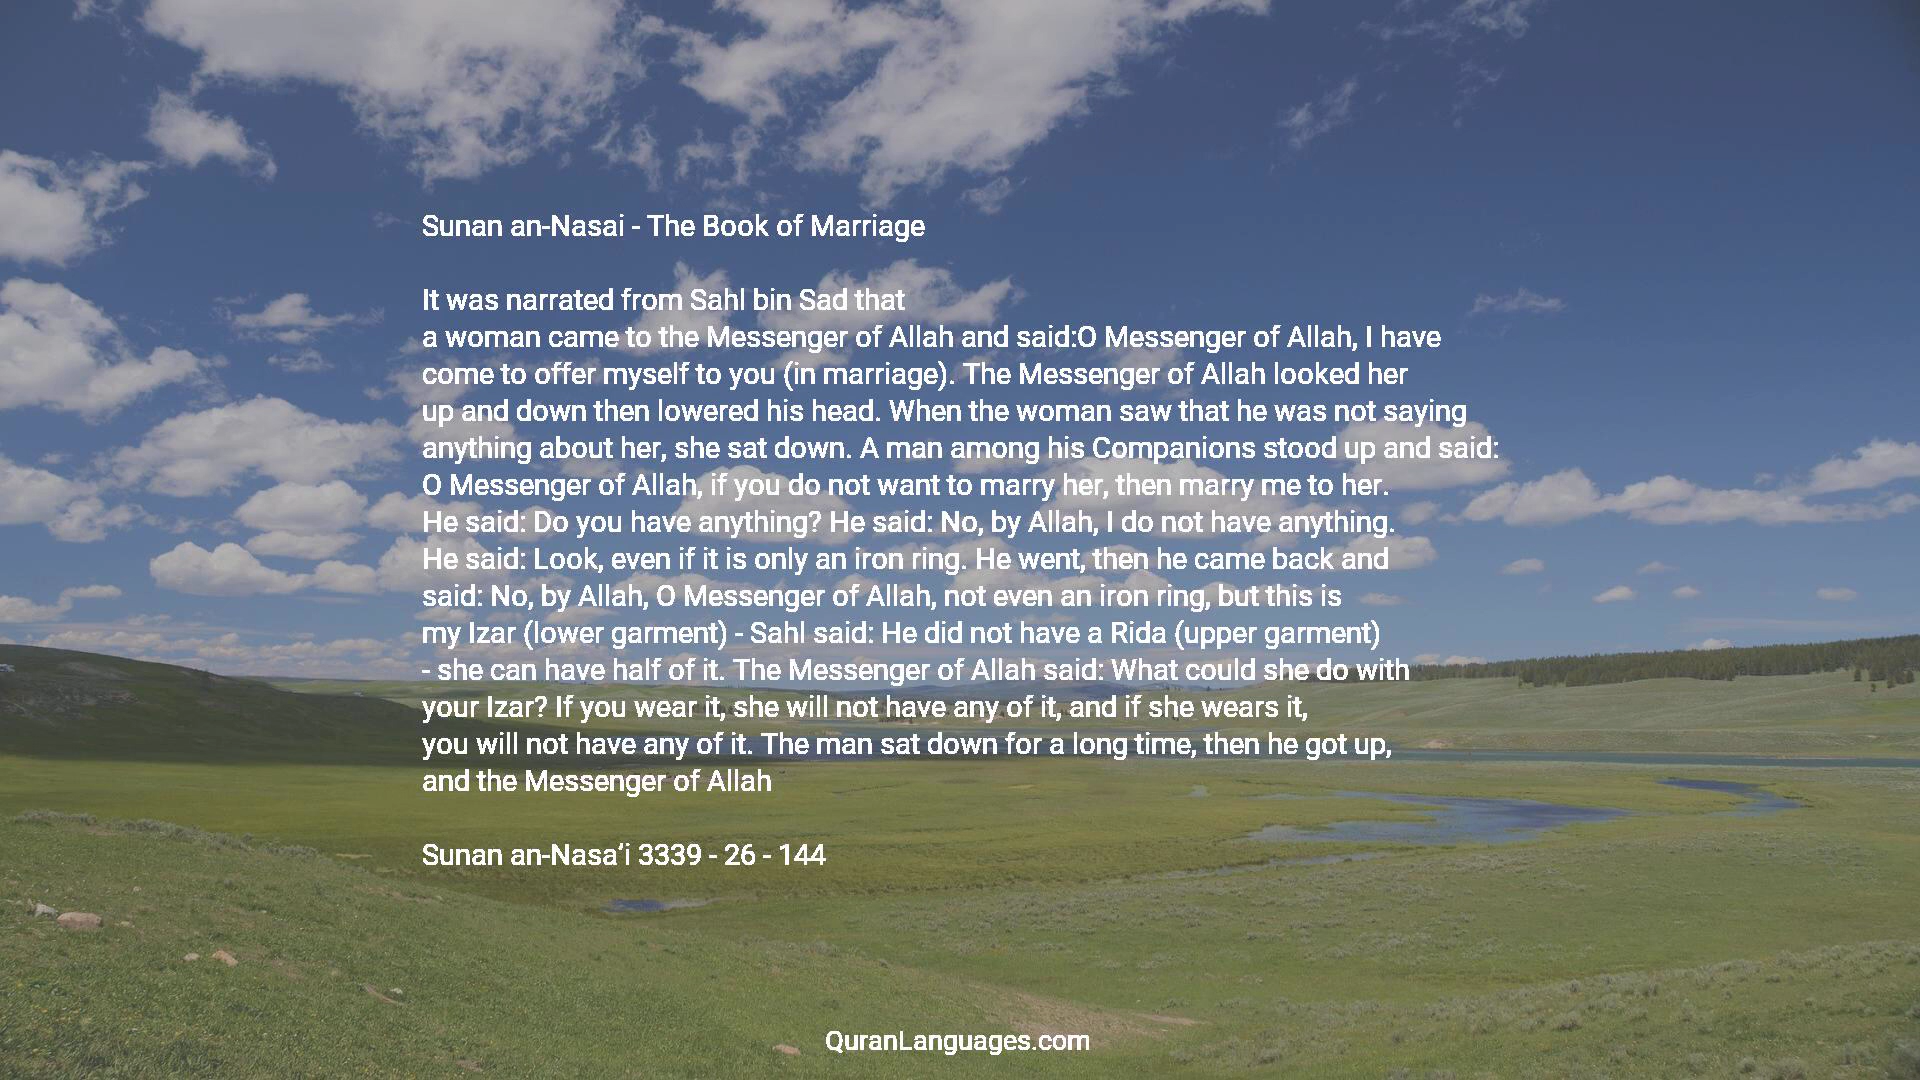 Sunan an-Nasai - The Book of Marriage
It was narrated from Sahl bin Sad that
a woman came to the Messenger of Allah and said:O Messenger of Allah, I have
come to offer myself to you (in marriage). The Messenger of Allah looked her
up and down then lowered his head. When the woman saw that he was not saying
anything about her, she sat down. A man among his Companions stood up and said:
O Messenger of Allah, if you do not want to marry her, then marry me to her.
He said: Do you have anything? He said: No, by Allah, I do not have anything.
He said: Look, even if it is only an iron ring. He went, then he came back and
said: No, by Allah, O Messenger of Allah, not even an iron ring, but this is
my Izar (lower garment) - Sahl said: He did not have a Rida (upper garment)
- she can have half of it. The Messenger of Allah said: What could she do with
your Izar? If you wear it, she will not have any of it, and if she wears it,
you will not have any of it. The man sat down for a long time, then he got up,
and the Messenger of Allah
Sunan an-Nasa’i 3339 - 26 - 144
QuranLanguages.com